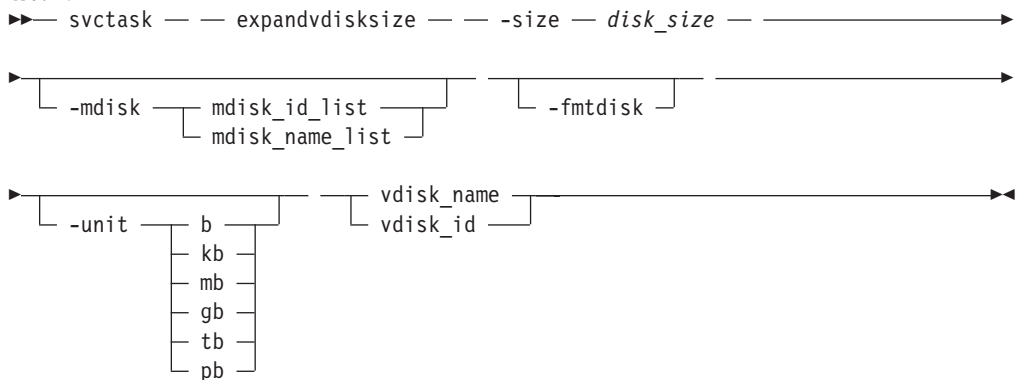 svctask — — expandvdisksize — — -size — disk_size —
-mdisk mdisk_id_list -fmtdisk
mdisk_name_list
vdisk_name
-unit b vdisk_id
kb
mb
gb
tb
pb